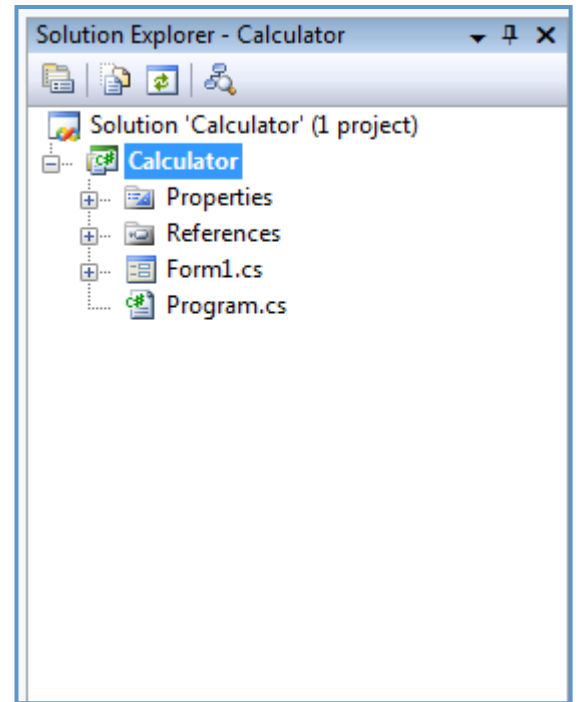 Solution Explorer - Calculator
Solution 'Calculator' (1 project)
Calculator
Properties
References
Form1.cs
Program.cs